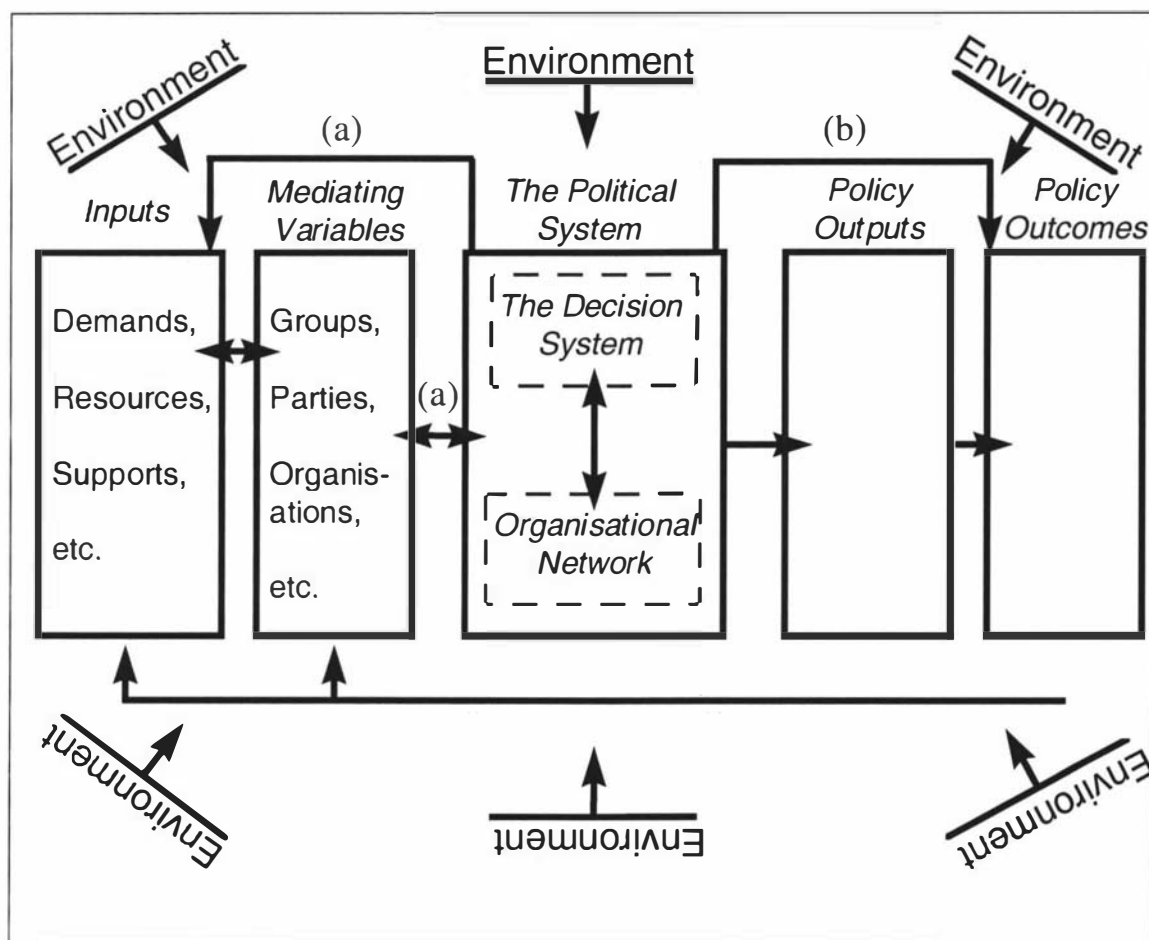 Environment
Environment
Environment
(a)
(b)
Inputs
Mediating
Variables
The Political
System
Policy
Outputs
Policy
Outcomes
Demands,
Resources,
Supports,
etc.
Groups,
Parties,
Organis-
ations,
etc.
(a)
The Decision
System
Organisational
Network
Environment
Environment
Environment